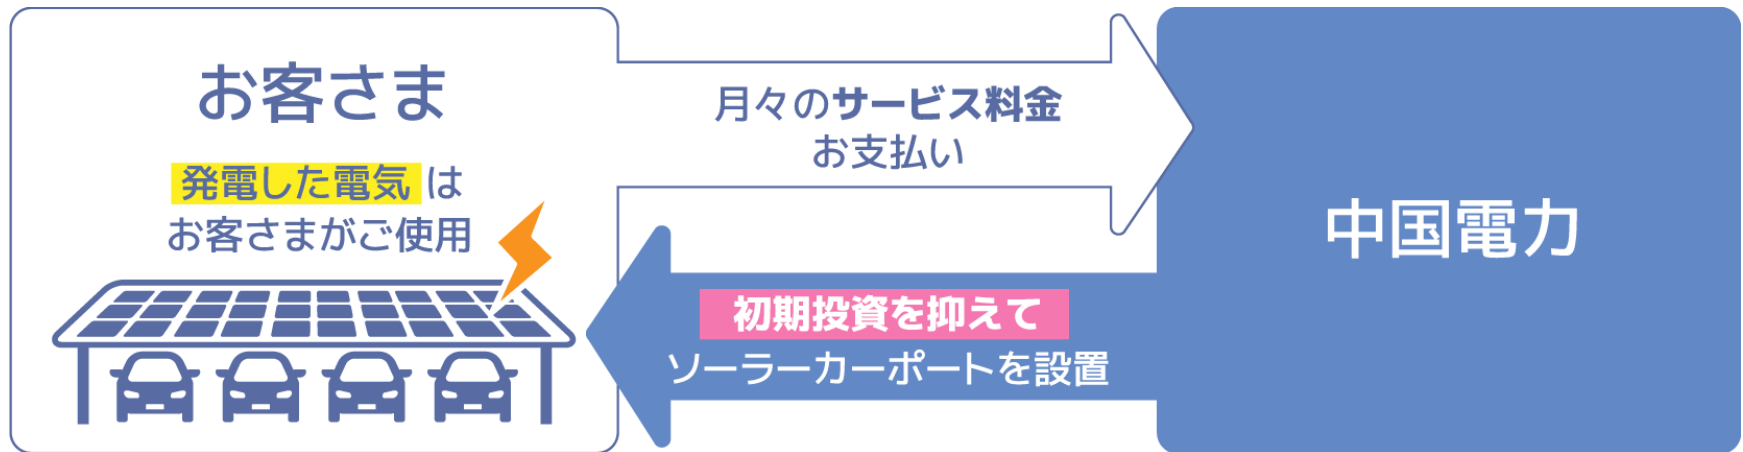 お客さま
発電した電気は
お客さまがご使用
月々のサービス料金
お支払い
初期投資を抑えて
ソーラーカーポートを設置
中国電力